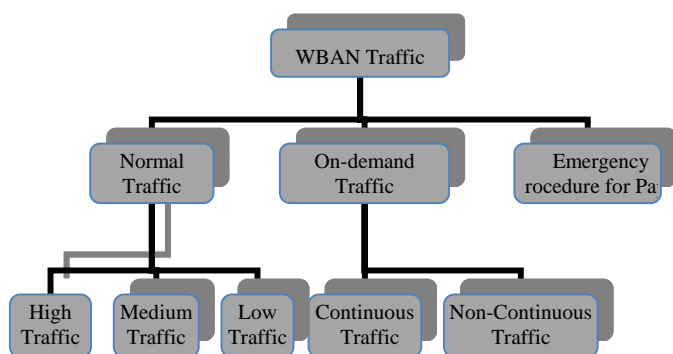 WBAN Traffic
Normal
Traffic
On-demand
Traffic
Emergency
rocedure for Pa
High
Traffic
Medium
Traffic
Low
Traffic
Continuous
Traffic
Non-Continuous
Traffic